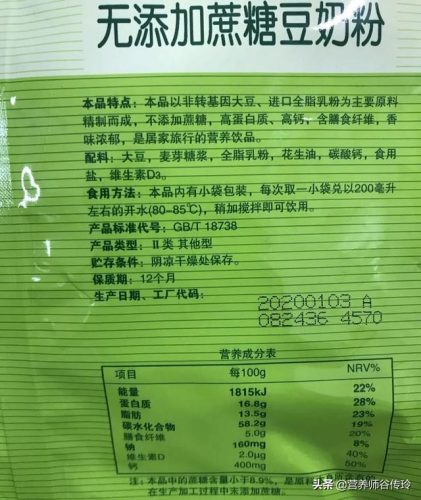 无添加蔗糖豆奶粉
本品特点：本品以非转基因大豆、进口全脂乳粉为主要原料
精制而成，不添加蔗糖，高蛋白质、高钙，含膳食纤维，香
味浓郁，是居家旅行的营养饮品。
配料：大豆，麦芽糖浆，全脂乳粉，花生油，碳酸钙，食用
盐，维生素D3。
食用方法：本品内有小袋包装，每次取一小袋兑以200毫升
左右的开水(80-85℃)，稍加搅拌即可饮用。
产品标准代号：GB/T 18738
产品类型：Ⅱ类 其他型
贮存条件：阴凉干燥处保存。
保质期：12个月
生产日期、工厂代码：
20200103 A
082436 4570
营养成分表
项目 每100g NRV%
能量 1815kJ 22%
蛋白质 16.8g 28%
脂肪 13.5g 23%
碳水化合物 58.2g 19%
膳食纤维 5.0g 20%
钠 160mg 8%
维生素D 2.0μg 40%
钙 400mg 50%
注：本品中的蔗糖含量小于8.9%，是原料
在生产加工过程中未添加蔗糖。
头条@营养师谷传玲